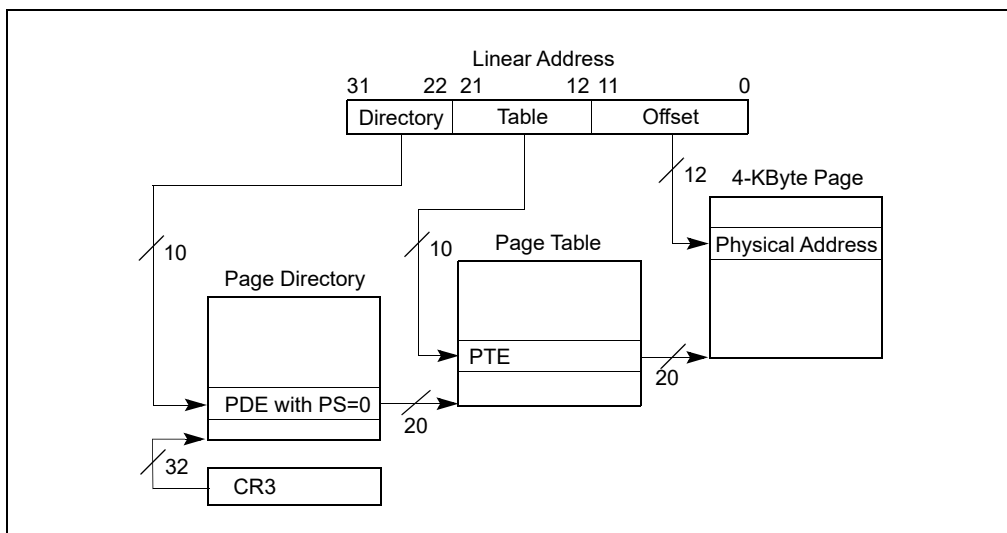 Linear Address
31 22 21 12 11 0
Directory Table Offset
12
4-KByte Page
Physical Address
10
10
Page Table
Page Directory
PTE
20
PDE with PS=0
20
32
CR3